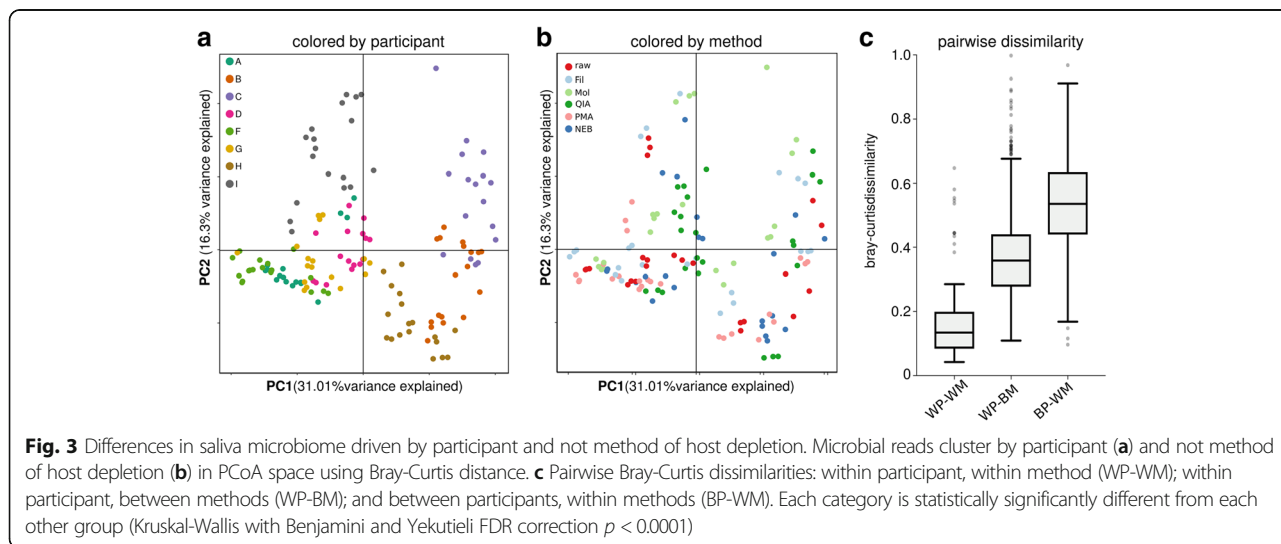 a
colored by participant
A
B
C
D
F
G
H
I
PC2 (16.3% variance explained)
PC1(31.01%variance explained)
b
colored by method
raw
Fil
Mol
QIA
PMA
NEB
PC2 (16.3% variance explained)
PC1(31.01%variance explained)
c
pairwise dissimilarity
bray-curtisdissimilarity
1.0
0.8
0.6
0.4
0.2
0
WP-WM
WP-BM
BP-WM
Fig. 3 Differences in saliva microbiome driven by participant and not method of host depletion. Microbial reads cluster by participant (a) and not method
of host depletion (b) in PCoA space using Bray-Curtis distance. c Pairwise Bray-Curtis dissimilarities: within participant, within method (WP-WM); within
participant, between methods (WP-BM); and between participants, within methods (BP-WM). Each category is statistically significantly different from each
other group (Kruskal-Wallis with Benjamini and Yekutieli FDR correction p < 0.0001)